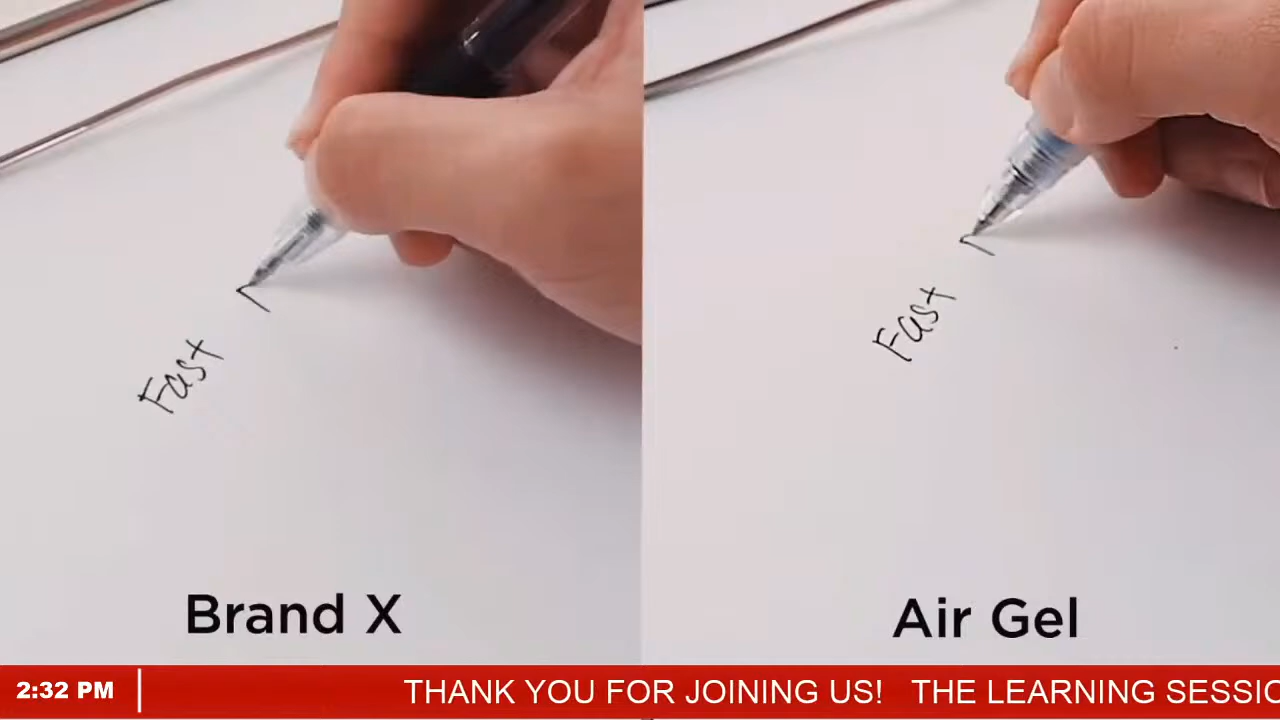 Fast
Fast
Brand X
Air Gel
2:32 PM
THANK YOU FOR JOINING US! THE LEARNING